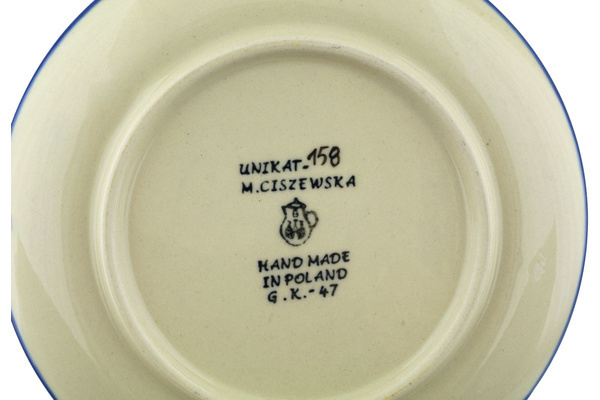 UNIKAT-158
M.CISZEWSKA
HAND MADE
IN POLAND
G.K.-47